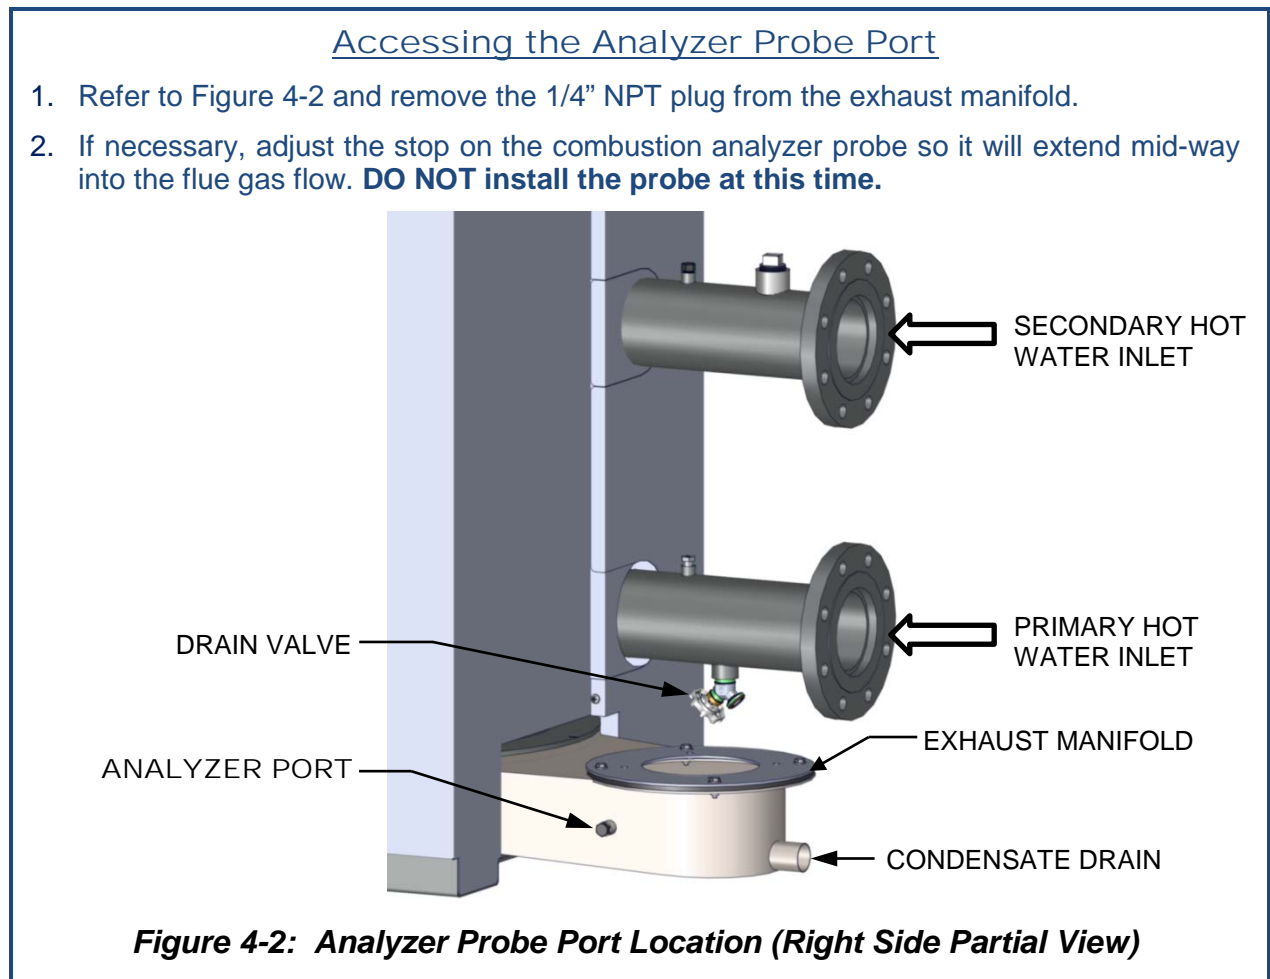 Accessing the Analyzer Probe Port
1. Refer to Figure 4-2 and remove the 1/4” NPT plug from the exhaust manifold.
2. If necessary, adjust the stop on the combustion analyzer probe so it will extend mid-way
into the flue gas flow. DO NOT install the probe at this time.
SECONDARY HOT
WATER INLET
DRAIN VALVE
PRIMARY HOT
WATER INLET
EXHAUST MANIFOLD
ANALYZER PORT
CONDENSATE DRAIN
Figure 4-2: Analyzer Probe Port Location (Right Side Partial View)